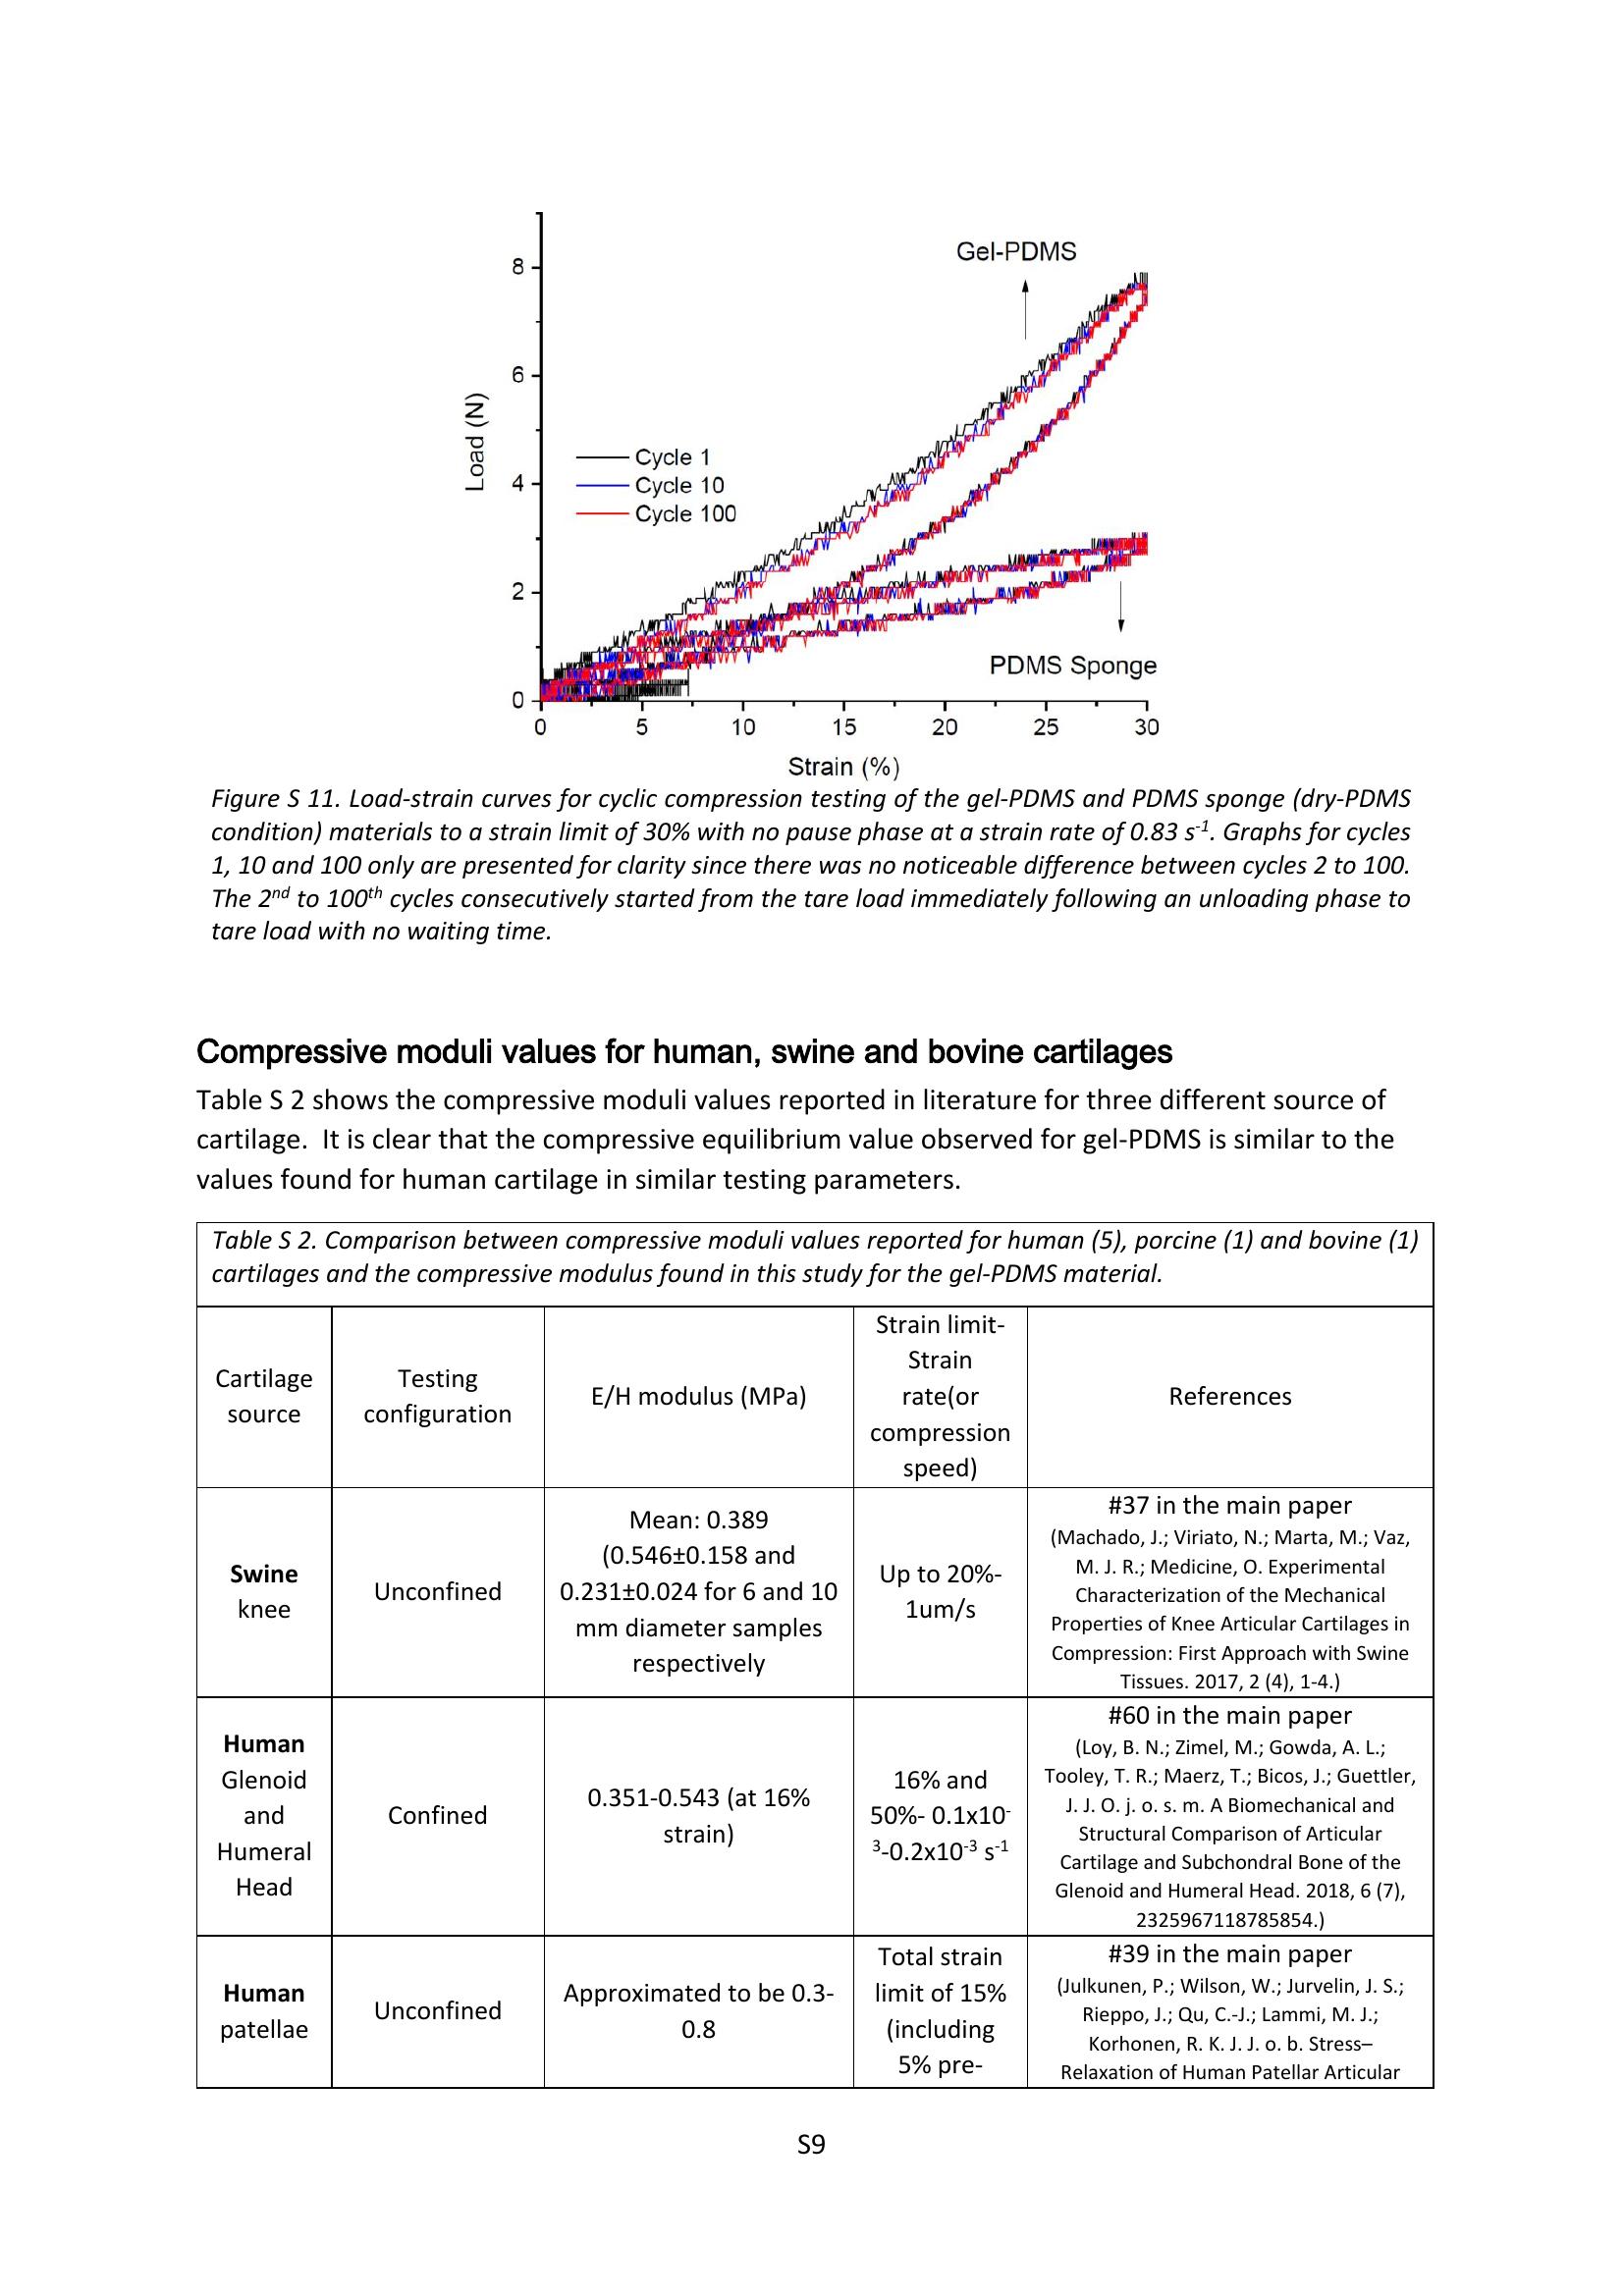 Gel-PDMS
8
6
4
2
0
Load (N)
Cycle 1
Cycle 10
Cycle 100
PDMS Sponge
0 5 10 15 20 25 30
Strain (%)
Figure S 11. Load-strain curves for cyclic compression testing of the gel-PDMS and PDMS sponge (dry-PDMS
condition) materials to a strain limit of 30% with no pause phase at a strain rate of 0.83 s-1. Graphs for cycles
1, 10 and 100 only are presented for clarity since there was no noticeable difference between cycles 2 to 100.
The 2nd to 100th cycles consecutively started from the tare load immediately following an unloading phase to
tare load with no waiting time.
Compressive moduli values for human, swine and bovine cartilages
Table S 2 shows the compressive moduli values reported in literature for three different source of
cartilage.  It is clear that the compressive equilibrium value observed for gel-PDMS is similar to the
values found for human cartilage in similar testing parameters.
Table S 2. Comparison between compressive moduli values reported for human (5), porcine (1) and bovine (1)
cartilages and the compressive modulus found in this study for the gel-PDMS material.
Cartilage
source
Testing
configuration
E/H modulus (MPa)
Strain limit-
Strain
rate(or
compression
speed)
References
Swine
knee
Unconfined
Mean: 0.389
(0.546±0.158 and
0.231±0.024 for 6 and 10
mm diameter samples
respectively
Up to 20%-
1um/s
#37 in the main paper
(Machado, J.; Viriato, N.; Marta, M.; Vaz,
M. J. R.; Medicine, O. Experimental
Characterization of the Mechanical
Properties of Knee Articular Cartilages in
Compression: First Approach with Swine
Tissues. 2017, 2 (4), 1-4.)
Human
Glenoid
and
Humeral
Head
Confined
0.351-0.543 (at 16%
strain)
16% and
50%- 0.1x10-
3-0.2x10-3 s-1
#60 in the main paper
(Loy, B. N.; Zimel, M.; Gowda, A. L.;
Tooley, T. R.; Maerz, T.; Bicos, J.; Guettler,
J. J. O. j. o. s. m. A Biomechanical and
Structural Comparison of Articular
Cartilage and Subchondral Bone of the
Glenoid and Humeral Head. 2018, 6 (7),
2325967118785854.)
Human
patellae
Unconfined
Approximated to be 0.3-
0.8
Total strain
limit of 15%
(including
5% pre-
#39 in the main paper
(Julkunen, P.; Wilson, W.; Jurvelin, J. S.;
Rieppo, J.; Qu, C.-J.; Lammi, M. J.;
Korhonen, R. K. J. J. o. b. Stress–
Relaxation of Human Patellar Articular
S9